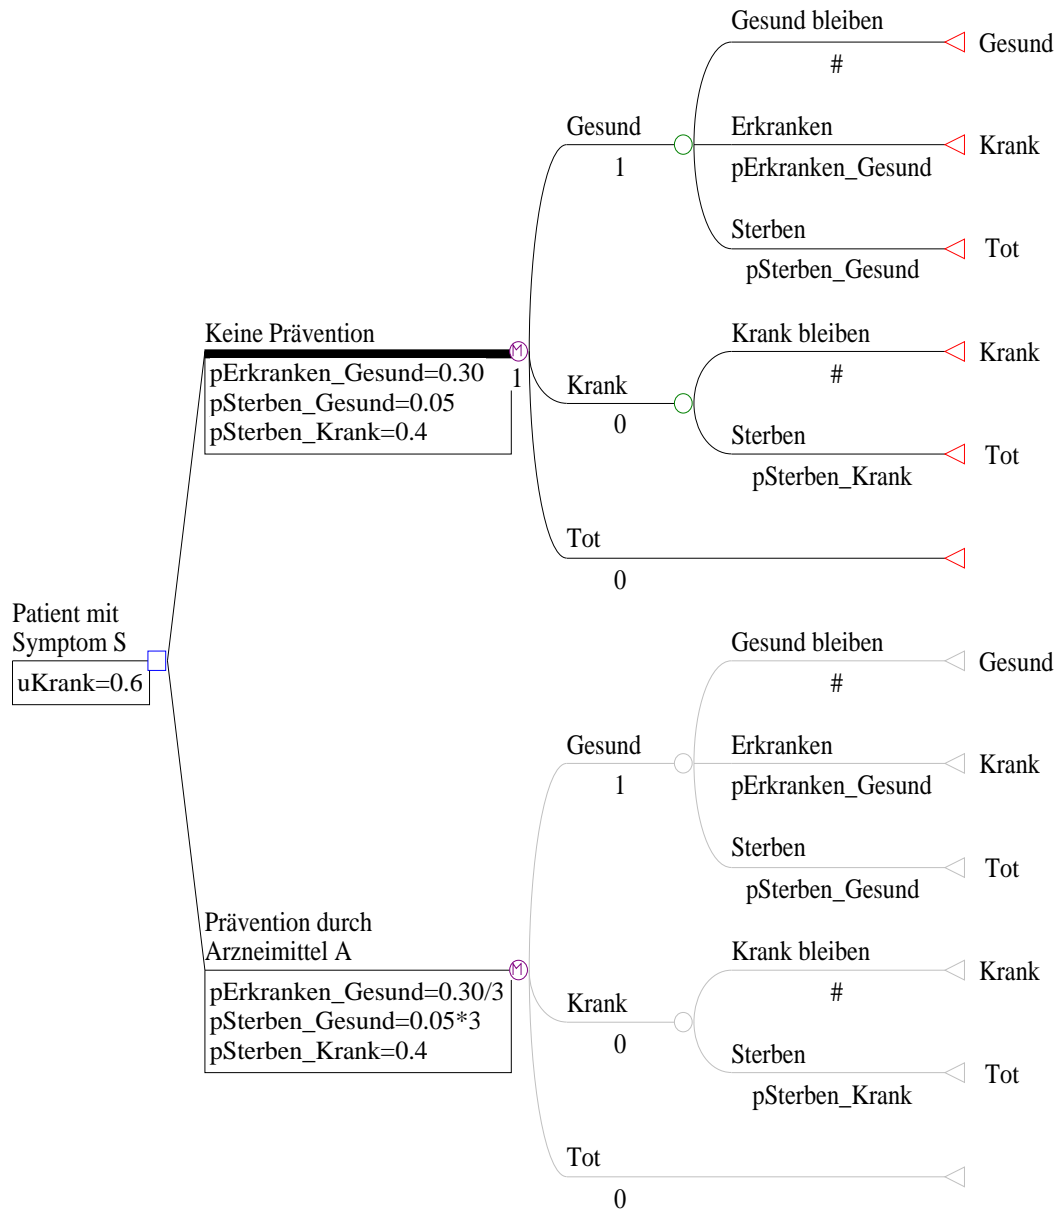 Gesund bleiben
Gesund
#
Gesund
1
Erkranken
Krank
pErkranken_Gesund
Sterben
Tot
pSterben_Gesund
Keine Prävention
M
1
pErkranken_Gesund=0.30
pSterben_Gesund=0.05
pSterben_Krank=0.4
Krank bleiben
Krank
#
Krank
0
Sterben
Tot
pSterben_Krank
Tot
0
Patient mit
Symptom S
uKrank=0.6
Gesund bleiben
Gesund
#
Gesund
1
Erkranken
Krank
pErkranken_Gesund
Sterben
Tot
pSterben_Gesund
Prävention durch
Arzneimittel A
M
pErkranken_Gesund=0.30/3
pSterben_Gesund=0.05*3
pSterben_Krank=0.4
Krank bleiben
Krank
#
Krank
0
Sterben
Tot
pSterben_Krank
Tot
0